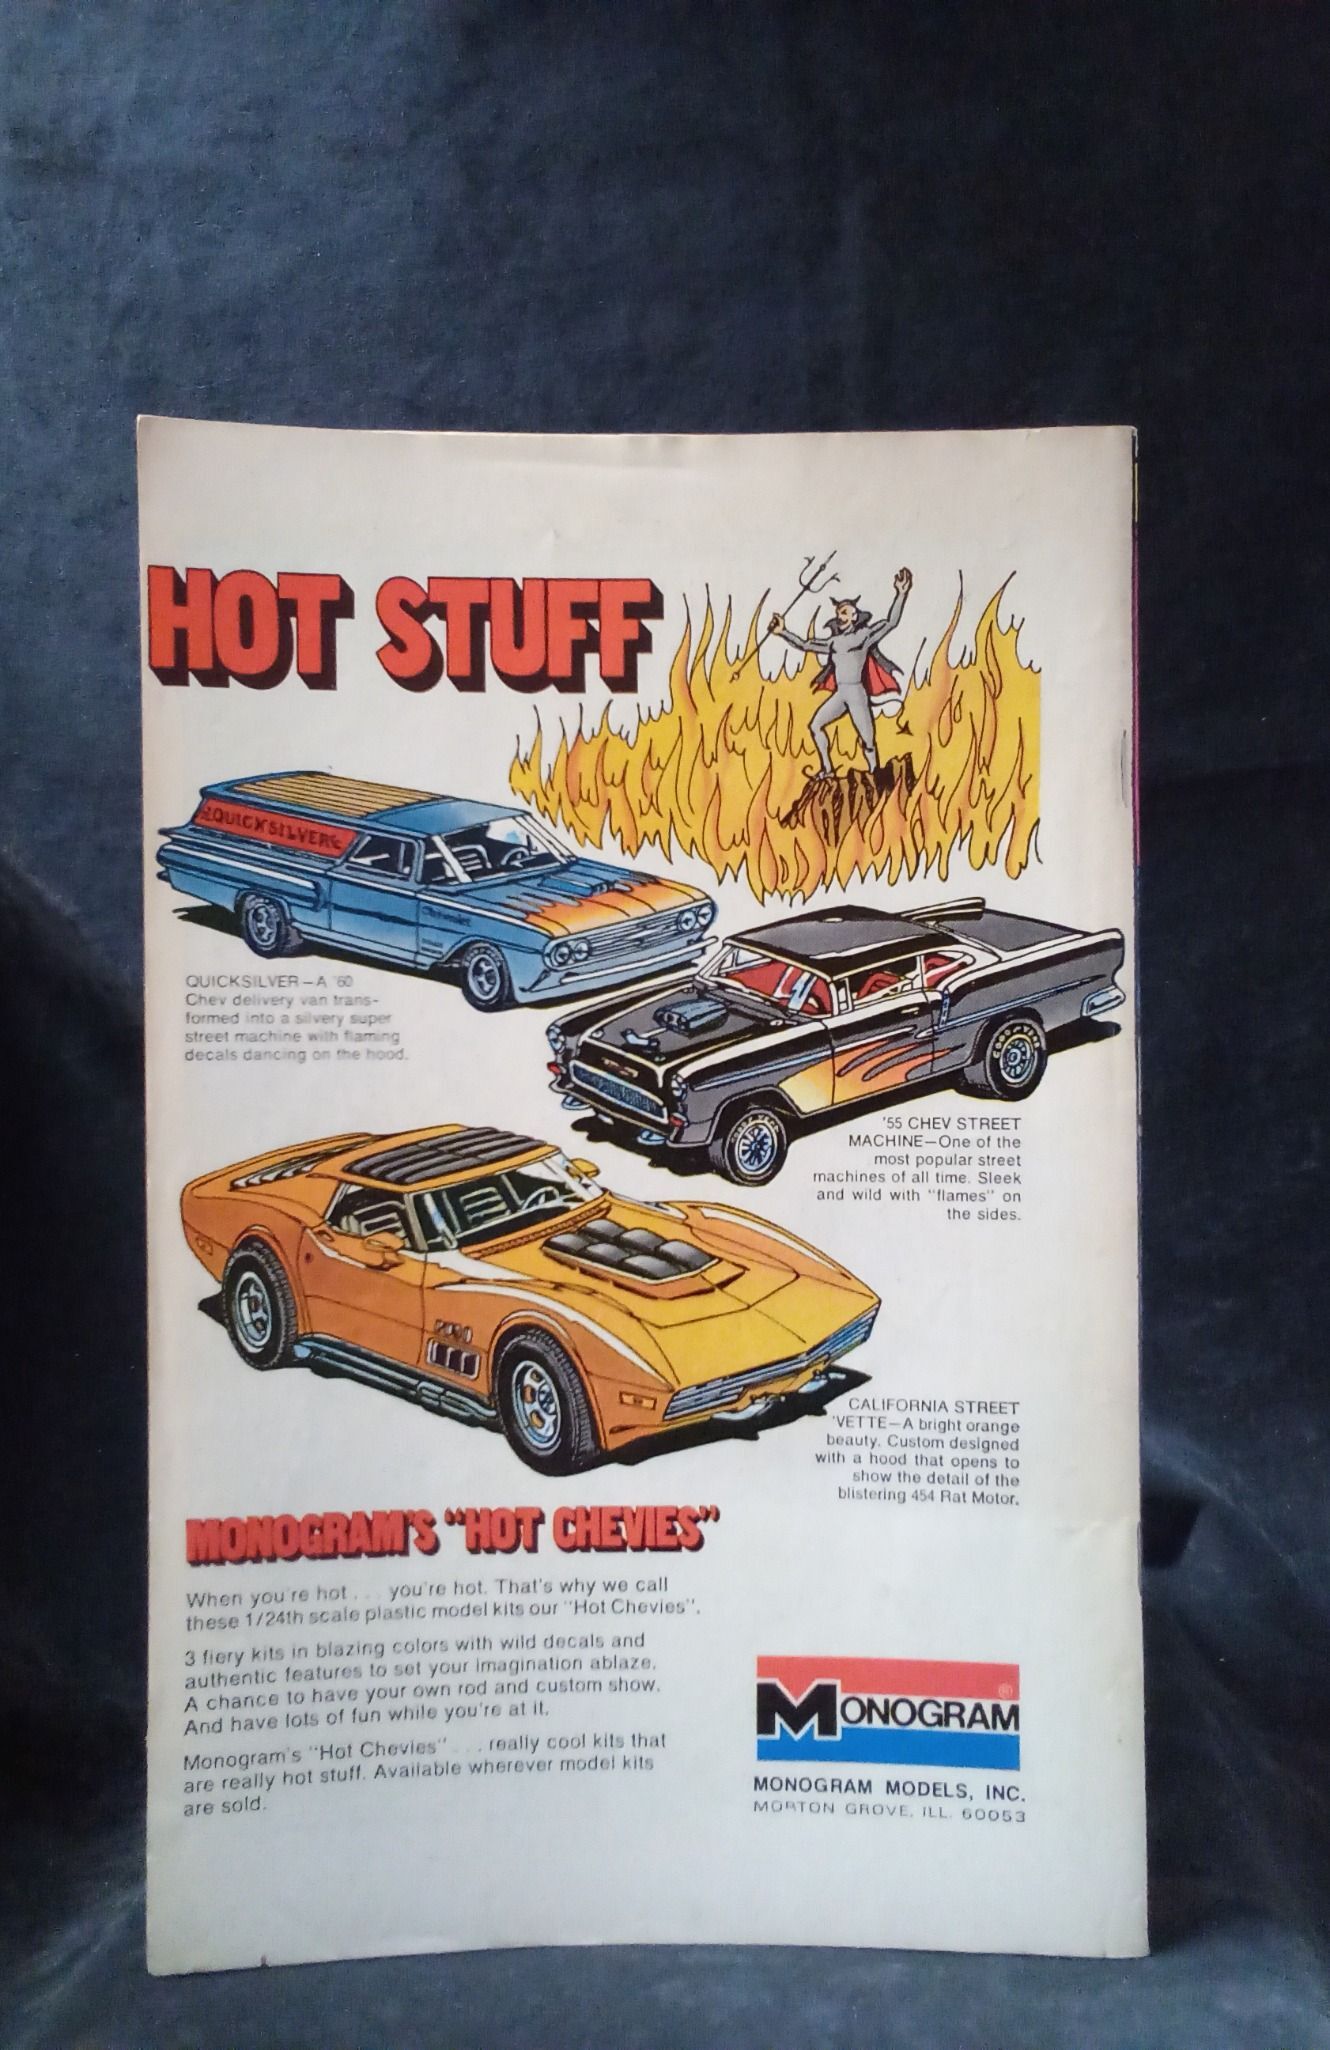 HOT STUFF
QUICKSILVER
Chevrolet
QUICKSILVER—A '60
Chev delivery van trans-
formed into a silvery super
street machine with flaming
decals dancing on the hood.
GOODYEAR
'55 CHEV STREET
MACHINE—One of the
most popular street
machines of all time. Sleek
and wild with "flames" on
the sides.
CALIFORNIA STREET
'VETTE—A bright orange
beauty. Custom designed
with a hood that opens to
show the detail of the
blistering 454 Rat Motor.
MONOGRAM'S "HOT CHEVIES"
When you're hot . . . you're hot. That's why we call
these 1/24th scale plastic model kits our "Hot Chevies".
3 fiery kits in blazing colors with wild decals and
authentic features to set your imagination ablaze.
A chance to have your own rod and custom show.
And have lots of fun while you're at it.
Monogram's "Hot Chevies" . . . really cool kits that
are really hot stuff. Available wherever model kits
are sold.
MONOGRAM ®
MONOGRAM MODELS, INC.
MORTON GROVE, ILL. 60053